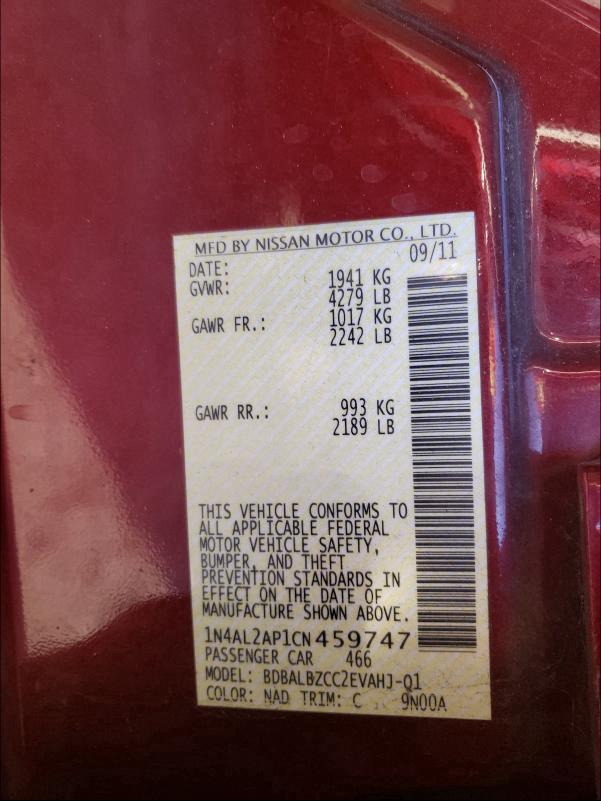 MFD BY NISSAN MOTOR CO., LTD.
DATE: 09/11
GVWR: 1941 KG
4279 LB
GAWR FR.: 1017 KG
2242 LB
GAWR RR.: 993 KG
2189 LB
THIS VEHICLE CONFORMS TO
ALL APPLICABLE FEDERAL
MOTOR VEHICLE SAFETY,
BUMPER, AND THEFT
PREVENTION STANDARDS IN
EFFECT ON THE DATE OF
MANUFACTURE SHOWN ABOVE.
1N4AL2AP1CN459747
PASSENGER CAR 466
MODEL: BDBALBZCC2EVAHJ-Q1
COLOR: NAD TRIM: C 9N00A